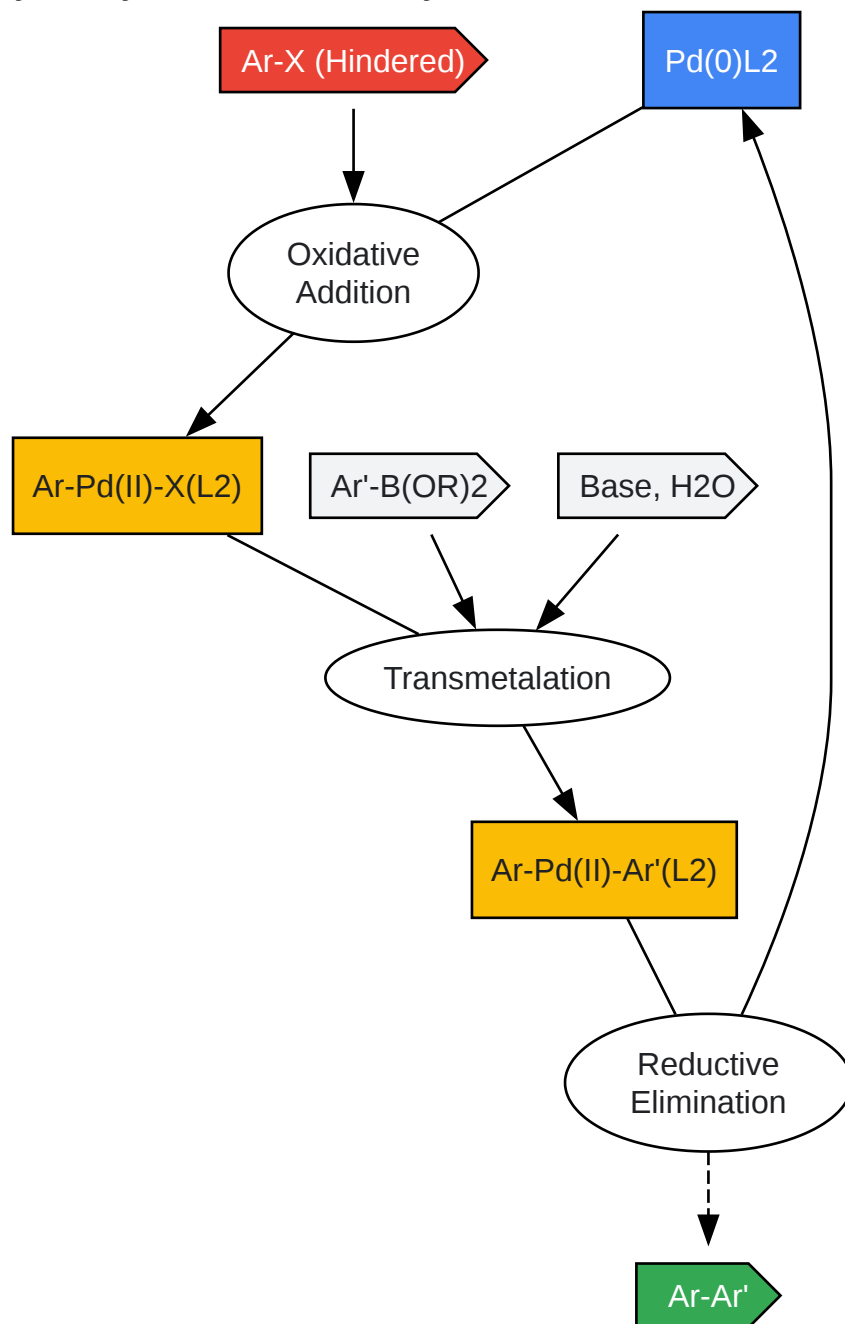 Ar-X (Hindered)
Pd(0)L2
Oxidative
Addition
Ar-Pd(II)-X(L2)
Ar'-B(OR)2
Base, H2O
Transmetalation
Ar-Pd(II)-Ar'(L2)
Reductive
Elimination
Ar-Ar'